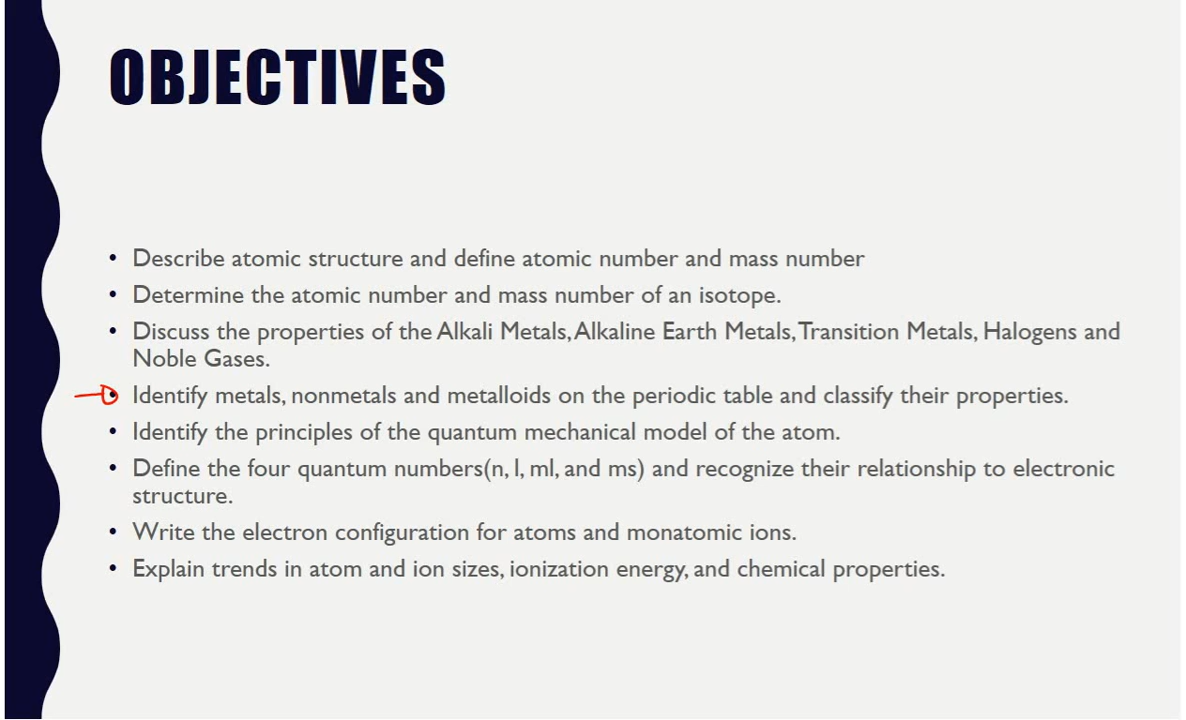 OBJECTIVES
• Describe atomic structure and define atomic number and mass number
• Determine the atomic number and mass number of an isotope.
• Discuss the properties of the Alkali Metals, Alkaline Earth Metals, Transition Metals, Halogens and
Noble Gases.
• Identify metals, nonmetals and metalloids on the periodic table and classify their properties.
• Identify the principles of the quantum mechanical model of the atom.
• Define the four quantum numbers(n, l, ml, and ms) and recognize their relationship to electronic
structure.
• Write the electron configuration for atoms and monatomic ions.
• Explain trends in atom and ion sizes, ionization energy, and chemical properties.